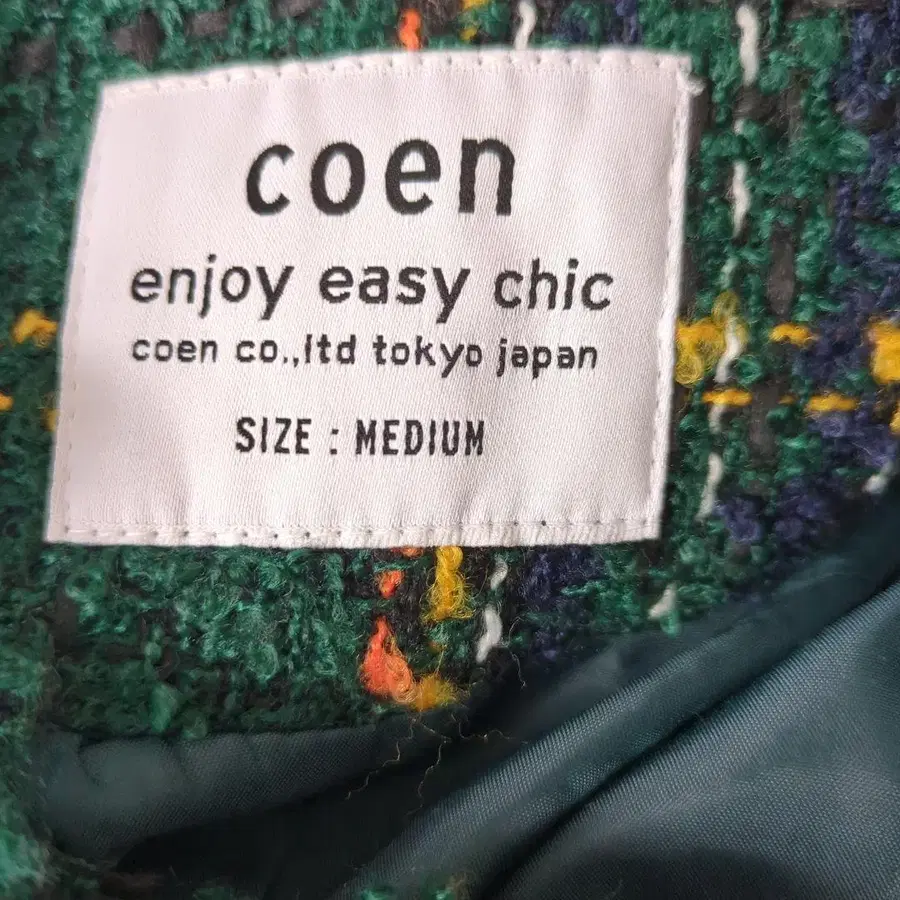 coen
enjoy easy chic
coen co.,ltd tokyo japan
SIZE : MEDIUM